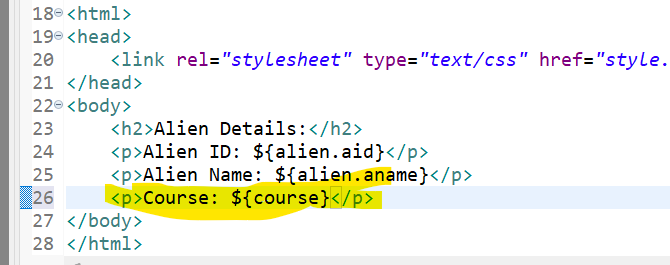 18 <html>
19 <head>
20 <link rel="stylesheet" type="text/css" href="style.
21 </head>
22 <body>
23 <h2>Alien Details:</h2>
24 <p>Alien ID: ${alien.aid}</p>
25 <p>Alien Name: ${alien.aname}</p>
26 <p>Course: ${course}</p>
27 </body>
28 </html>